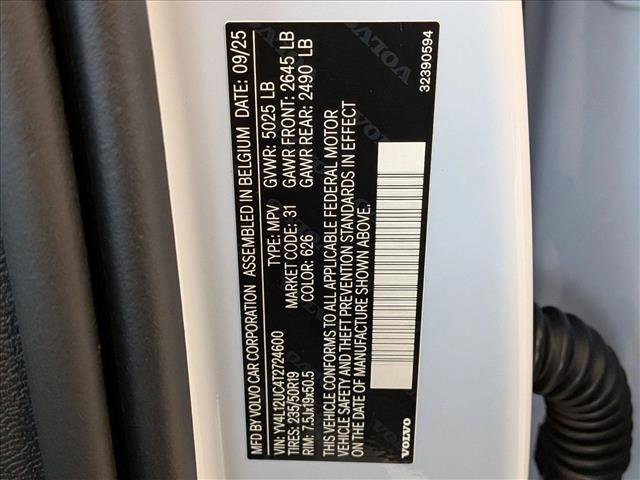 MFD BY VOLVO CAR CORPORATION ASSEMBLED IN BELGIUM DATE: 09/25
VIN: YV4L12UC4T2724600 TYPE: MPV GVWR: 5025 LB
TIRES: 235/50R19 MARKET CODE: 31 GAWR FRONT: 2645 LB
RIM: 7.5Jx19x50.5 COLOR: 626 GAWR REAR: 2490 LB
THIS VEHICLE CONFORMS TO ALL APPLICABLE FEDERAL MOTOR
VEHICLE SAFETY AND THEFT PREVENTION STANDARDS IN EFFECT
ON THE DATE OF MANUFACTURE SHOWN ABOVE.
VOLVO
32390594